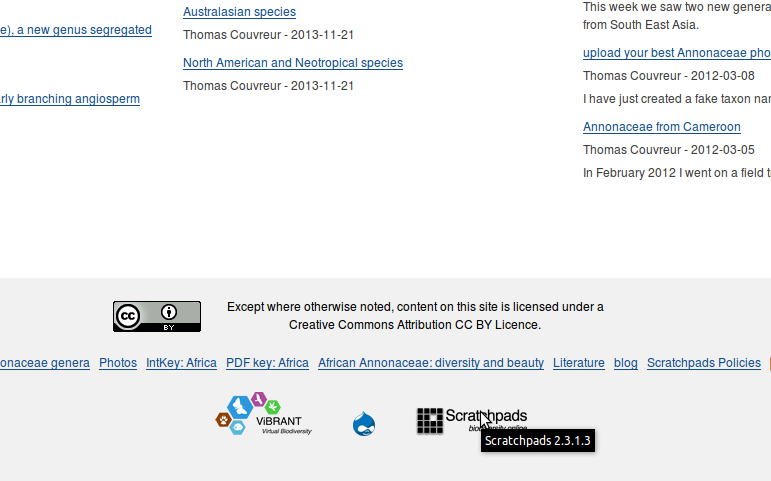 e), a new genus segregated
rly branching angiosperm
Australasian species
Thomas Couvreur - 2013-11-21
North American and Neotropical species
Thomas Couvreur - 2013-11-21
This week we saw two new genera
from South East Asia.
upload your best Annonaceae pho
Thomas Couvreur - 2012-03-08
I have just created a fake taxon nar
Annonaceae from Cameroon
Thomas Couvreur - 2012-03-05
In February 2012 I went on a field t
cc BY
Except where otherwise noted, content on this site is licensed under a
Creative Commons Attribution CC BY Licence.
onaceae genera Photos IntKey: Africa PDF key: Africa African Annonaceae: diversity and beauty Literature blog Scratchpads Policies
ViBRANT
Virtual Biodiversity
Scratchpads
biodiversity online
Scratchpads 2.3.1.3